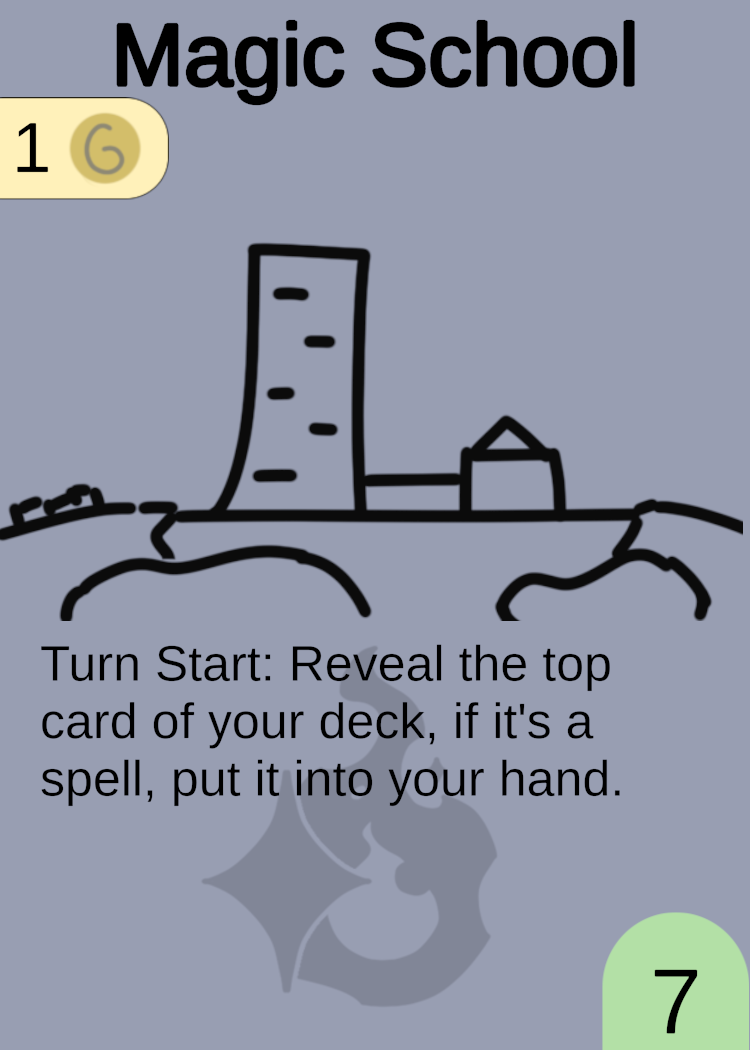 Magic School
1 G
Turn Start: Reveal the top
card of your deck, if it's a
spell, put it into your hand.
7